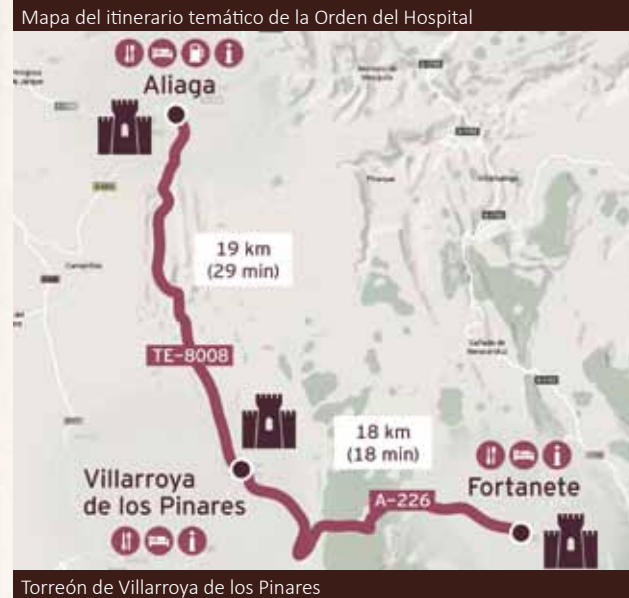 Mapa del itinerario temático de la Orden del Hospital
Aliaga
19 km
(29 min)
TE-8008
18 km
(18 min)
Villarroya
de los Pinares
A-226
Fortanete
Torreón de Villarroya de los Pinares